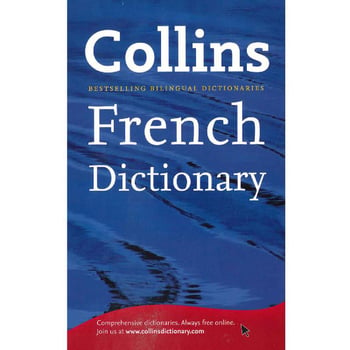 Collins
BESTSELLING BILINGUAL DICTIONARIES
French
Dictionary
Comprehensive dictionaries. Always free online.
Join us at www.collinsdictionary.com